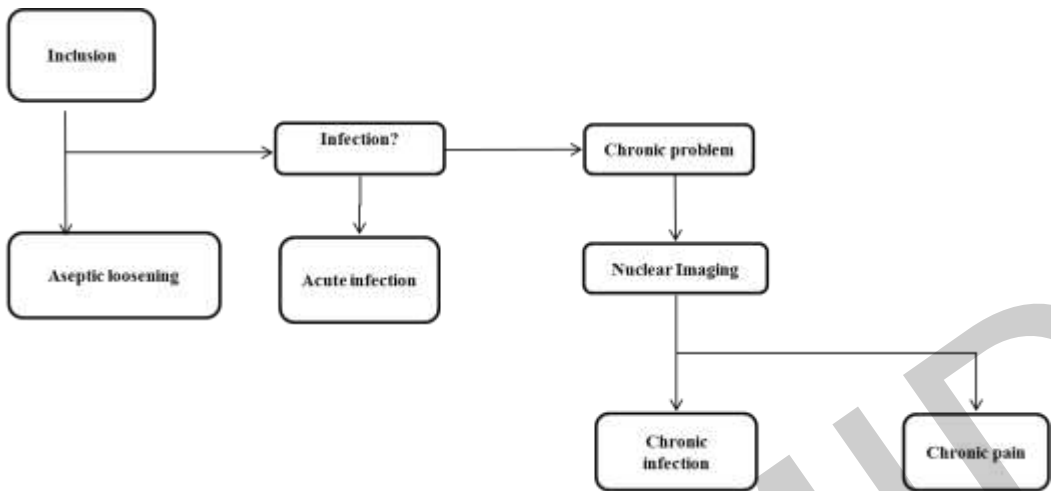 Inclusion
Infection?
Chronic problem
Aseptic loosening
Acute infection
Nuclear Imaging
Chronic
infection
Chronic pain